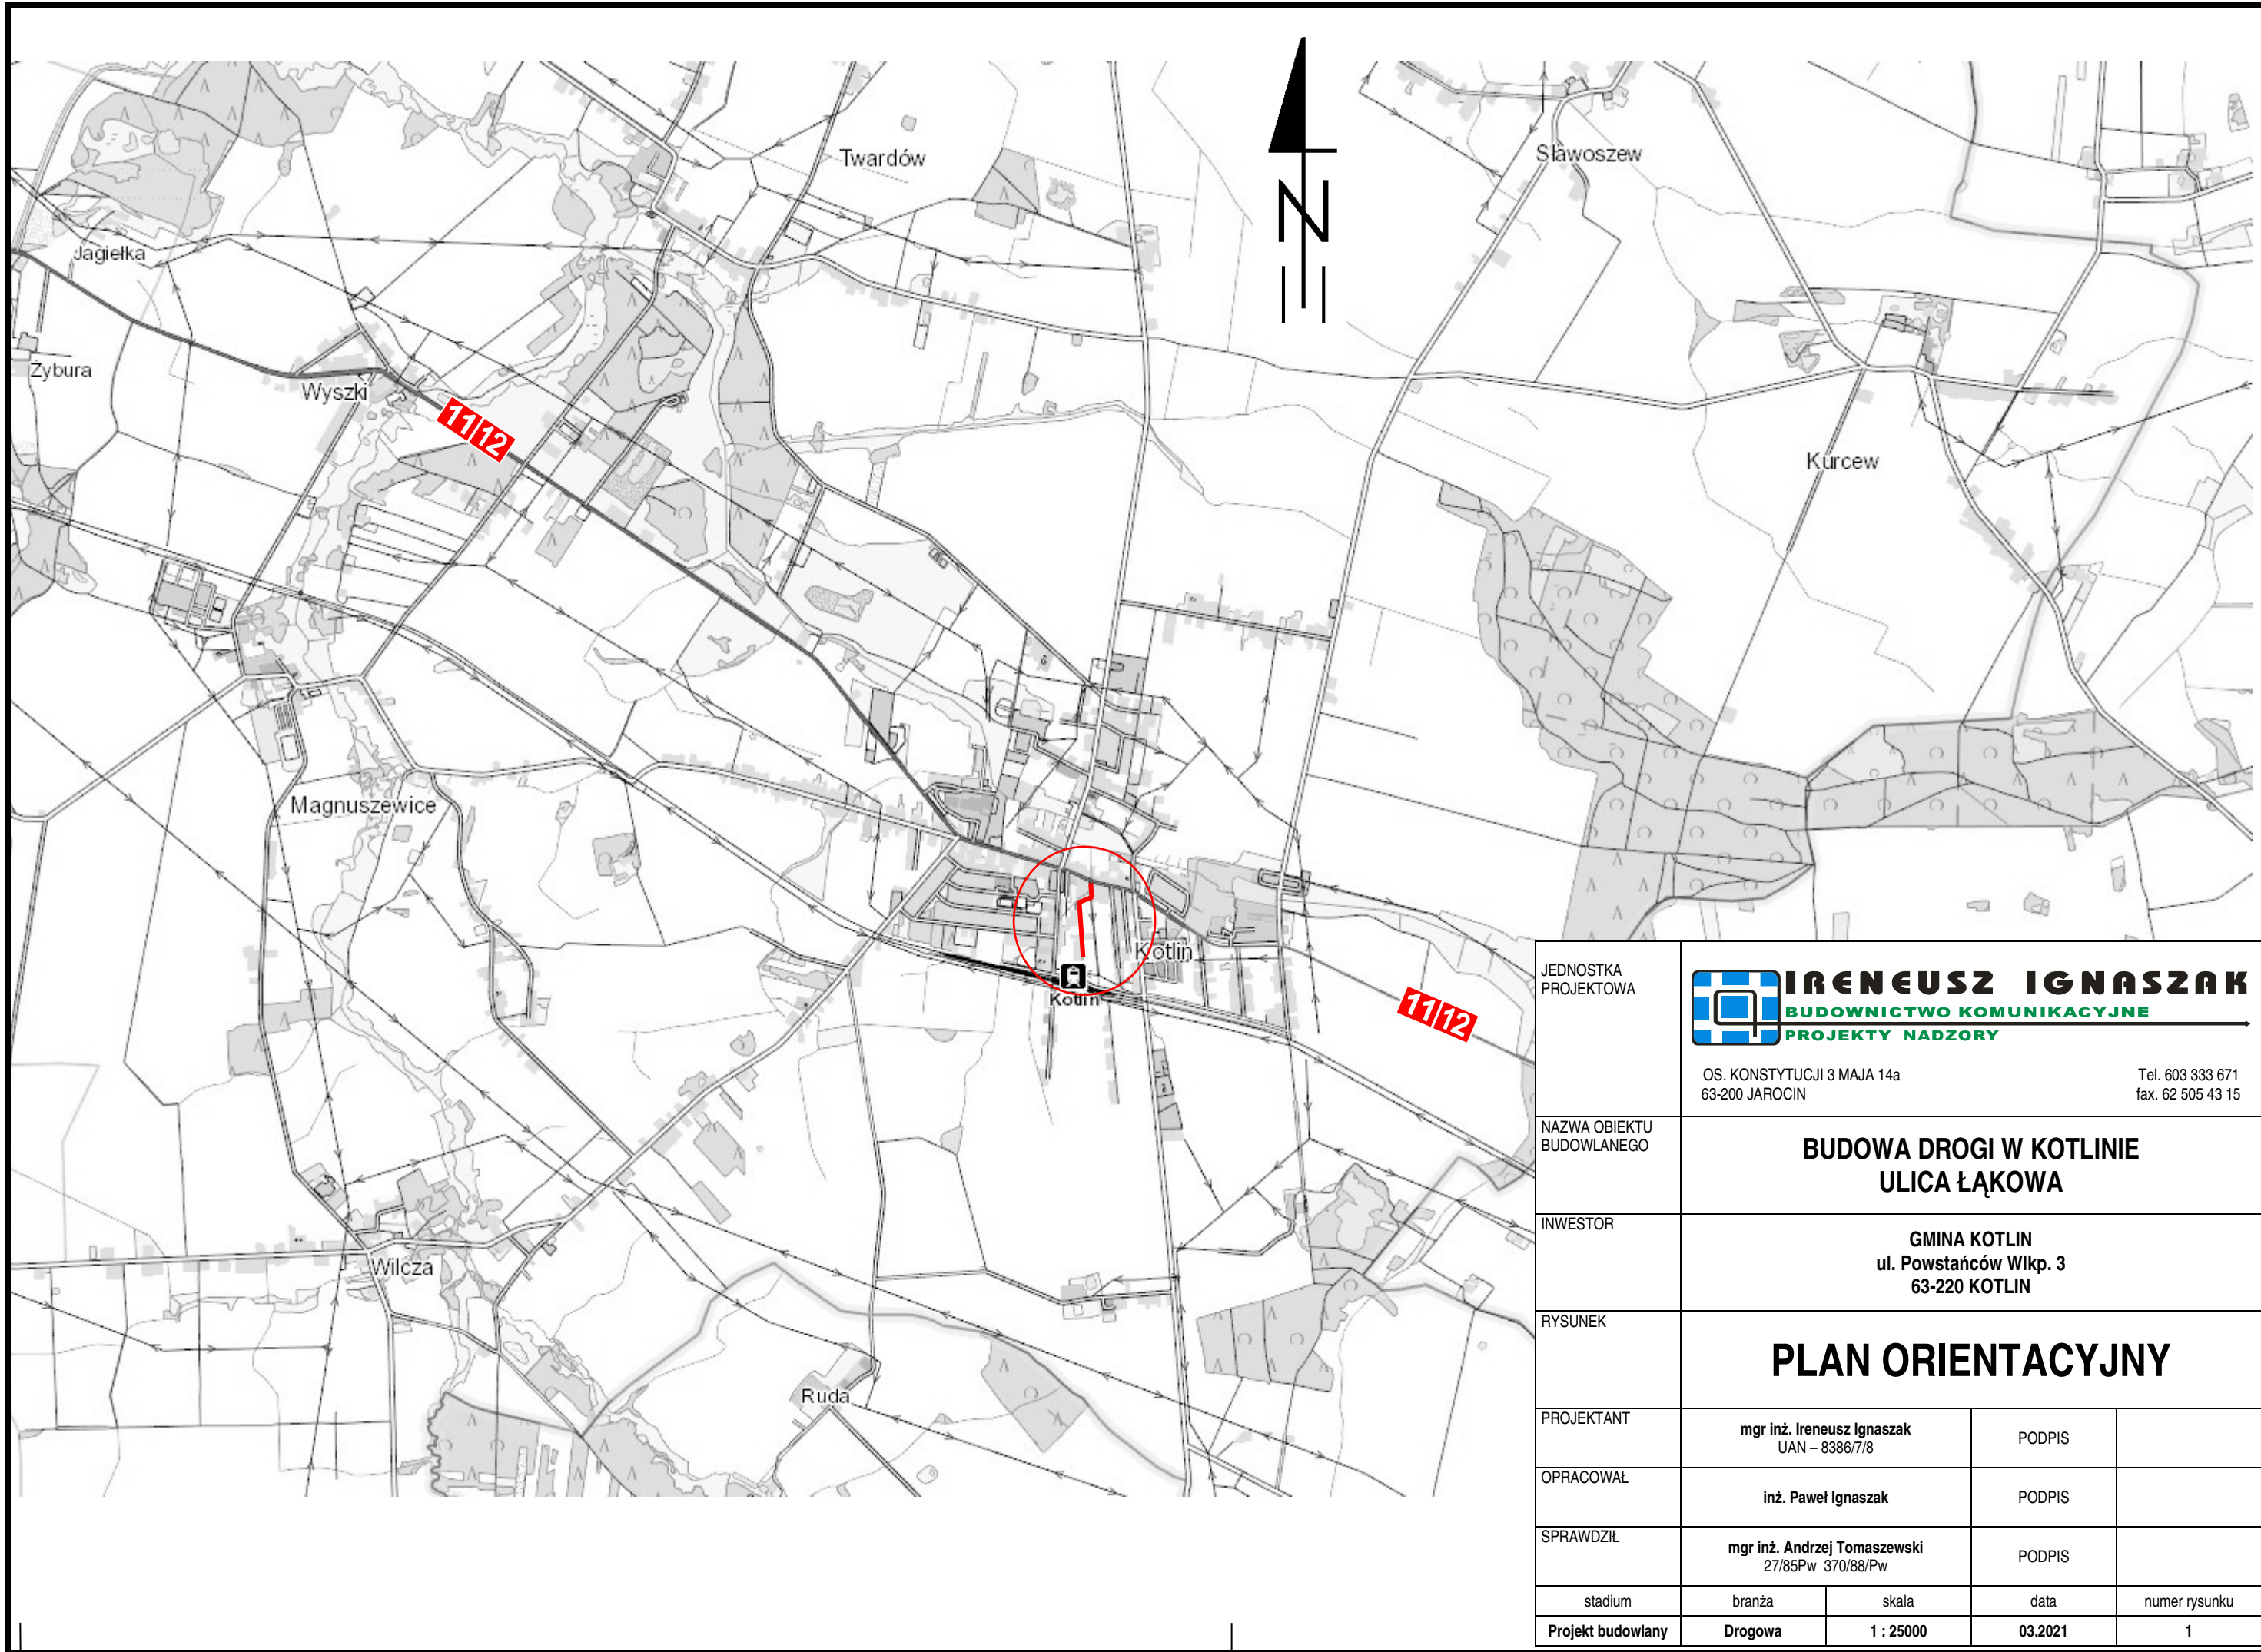 N
Twardów
Sławoszew
Jagiełka
Żybura
Wyszki
11/12
Kurcew
Magnuszewice
Kotlin
Kotlin
11/12
Wilcza
Ruda
JEDNOSTKA
PROJEKTOWA
IRENEUSZ IGNASZAK
BUDOWNICTWO KOMUNIKACYJNE
PROJEKTY NADZORY
OS. KONSTYTUCJI 3 MAJA 14a
63-200 JAROCIN
Tel. 603 333 671
fax. 62 505 43 15
NAZWA OBIEKTU
BUDOWLANEGO
BUDOWA DROGI W KOTLINIE
ULICA ŁĄKOWA
INWESTOR
GMINA KOTLIN
ul. Powstańców Wlkp. 3
63-220 KOTLIN
RYSUNEK
PLAN ORIENTACYJNY
PROJEKTANT
mgr inż. Ireneusz Ignaszak
UAN – 8386/7/8
PODPIS
OPRACOWAŁ
inż. Paweł Ignaszak
PODPIS
SPRAWDZIŁ
mgr inż. Andrzej Tomaszewski
27/85Pw 370/88/Pw
PODPIS
stadium branża skala data numer rysunku
Projekt budowlany Drogowa 1 : 25000 03.2021 1